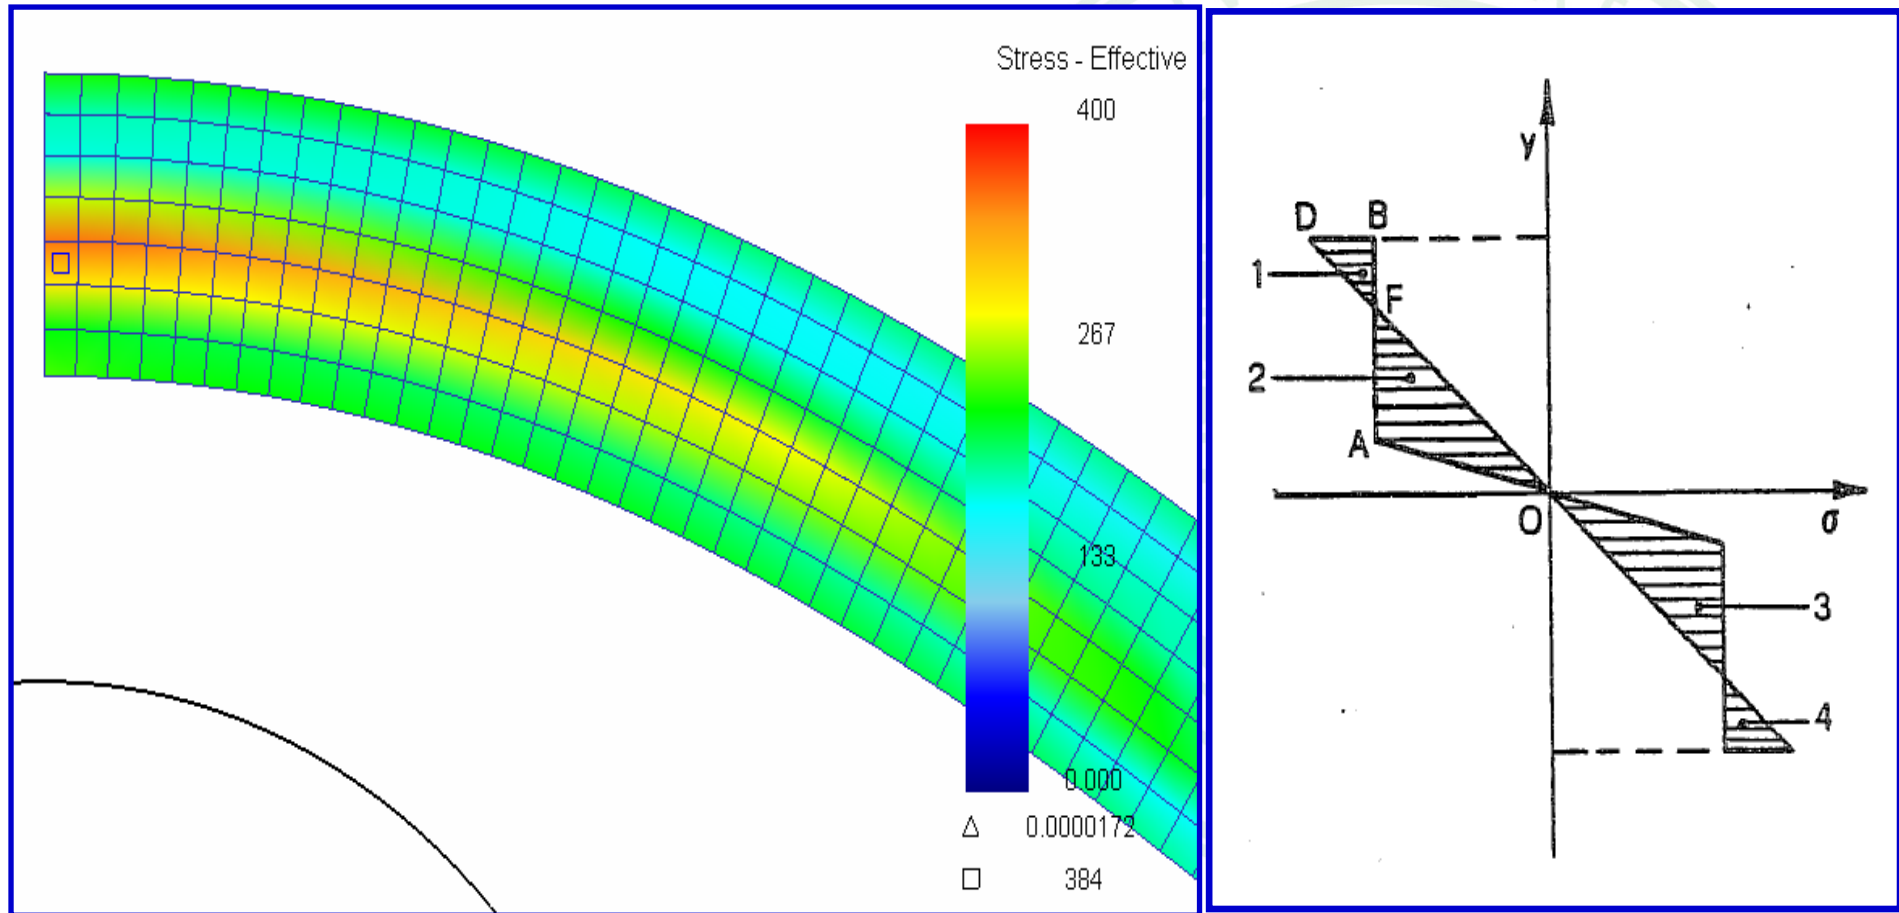 Stress - Effective
400
267
133
0.000
△ 0.0000172
□ 384
y
D B
1
F
2
A
O
σ
3
4